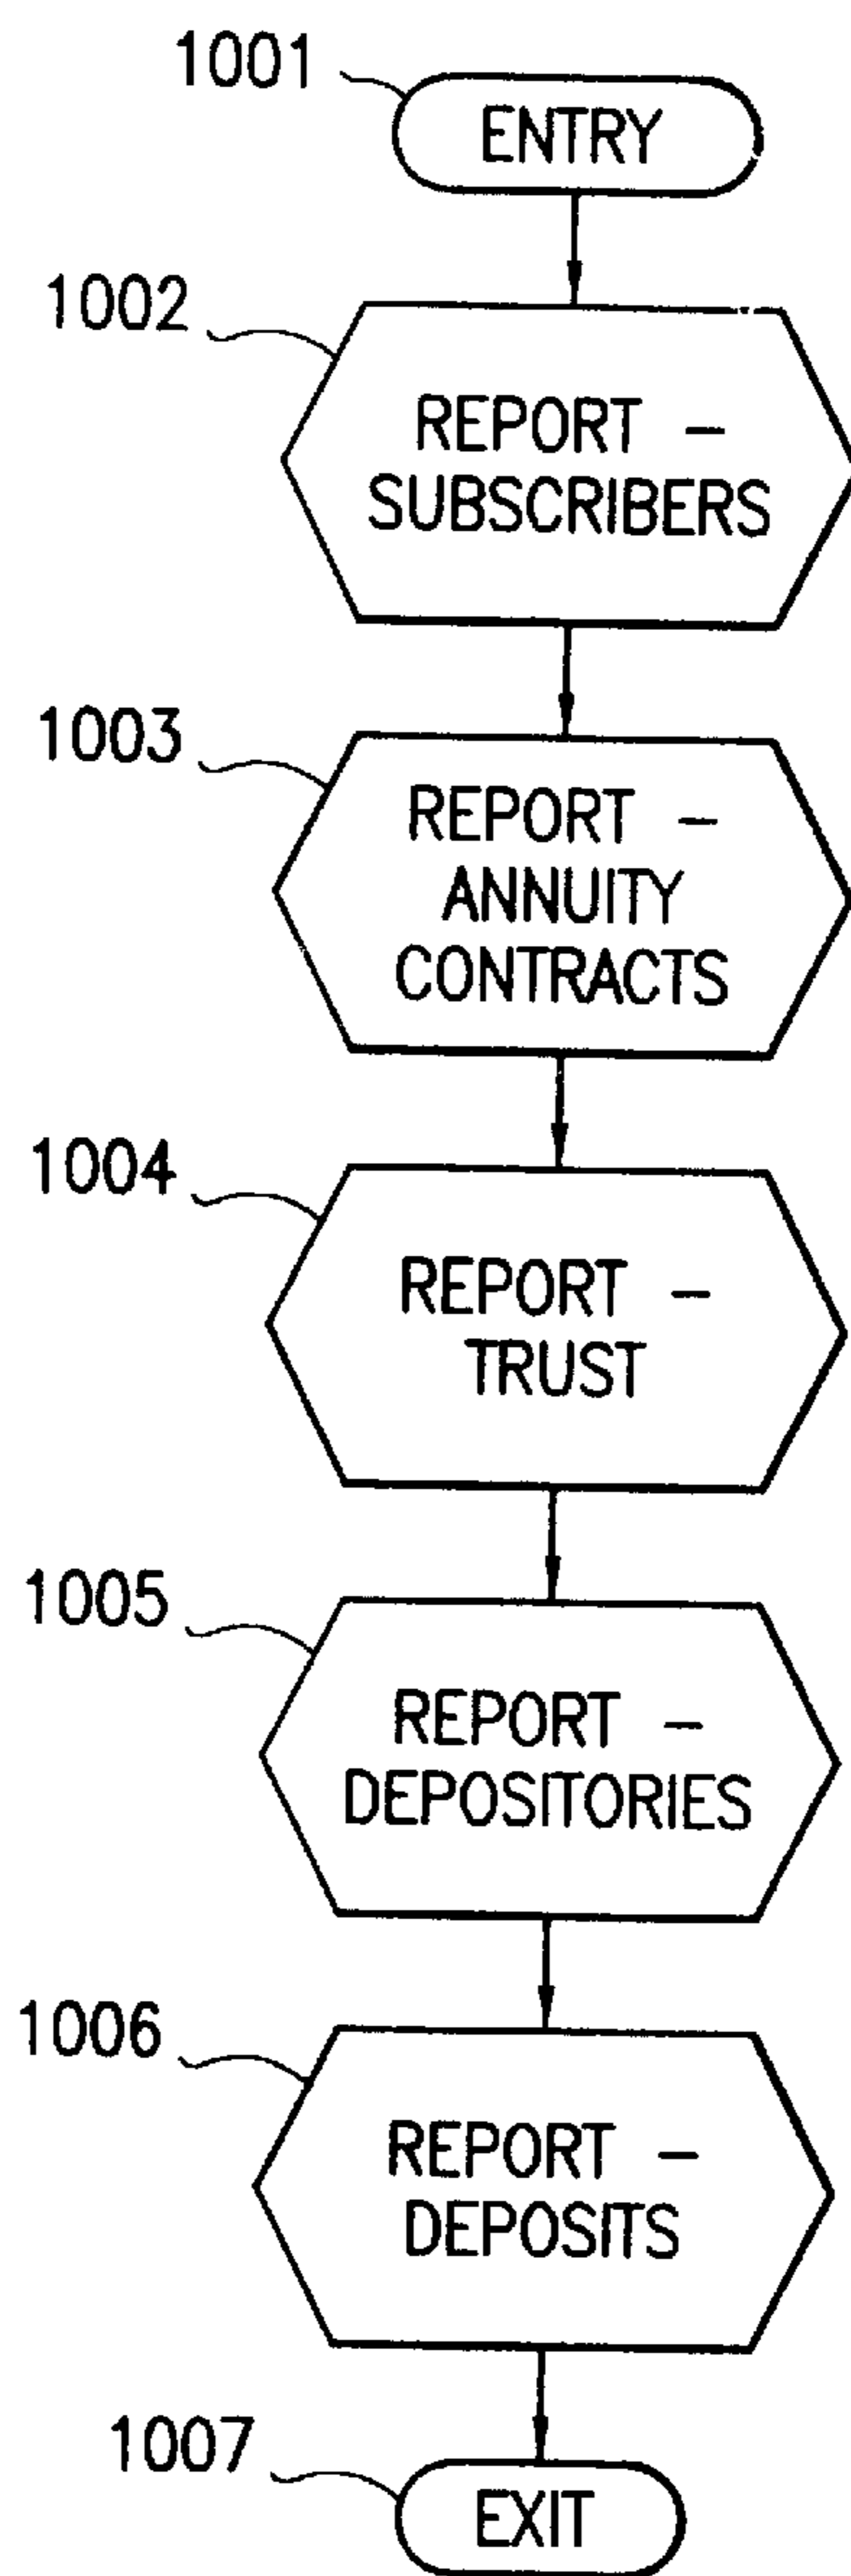 1001
ENTRY
1002
REPORT –
SUBSCRIBERS
1003
REPORT –
ANNUITY
CONTRACTS
1004
REPORT –
TRUST
1005
REPORT –
DEPOSITORIES
1006
REPORT –
DEPOSITS
1007
EXIT